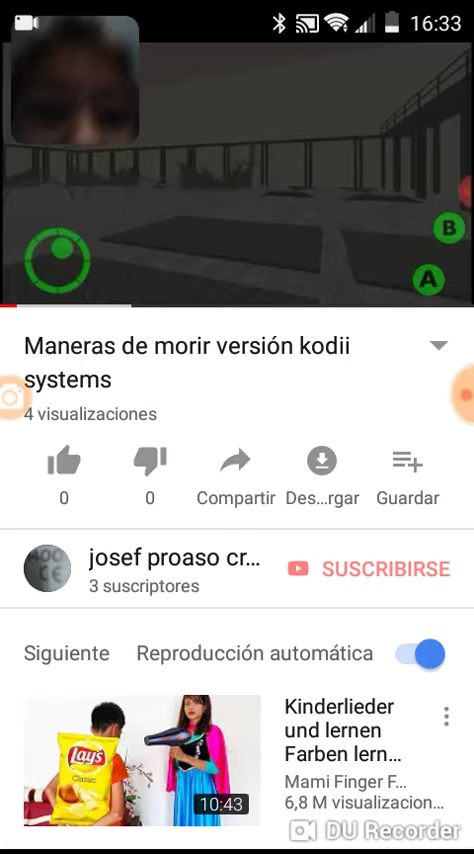 16:33
B
A
Maneras de morir versión kodii
systems
4 visualizaciones
0
0
Compartir
Des...rgar
Guardar
josef proaso cr...
3 suscriptores
SUSCRIBIRSE
Siguiente
Reproducción automática
Lay's
Classic
10:43
Kinderlieder
und lernen
Farben lern...
Mami Finger F...
6,8 M visualizacion...
DU Recorder